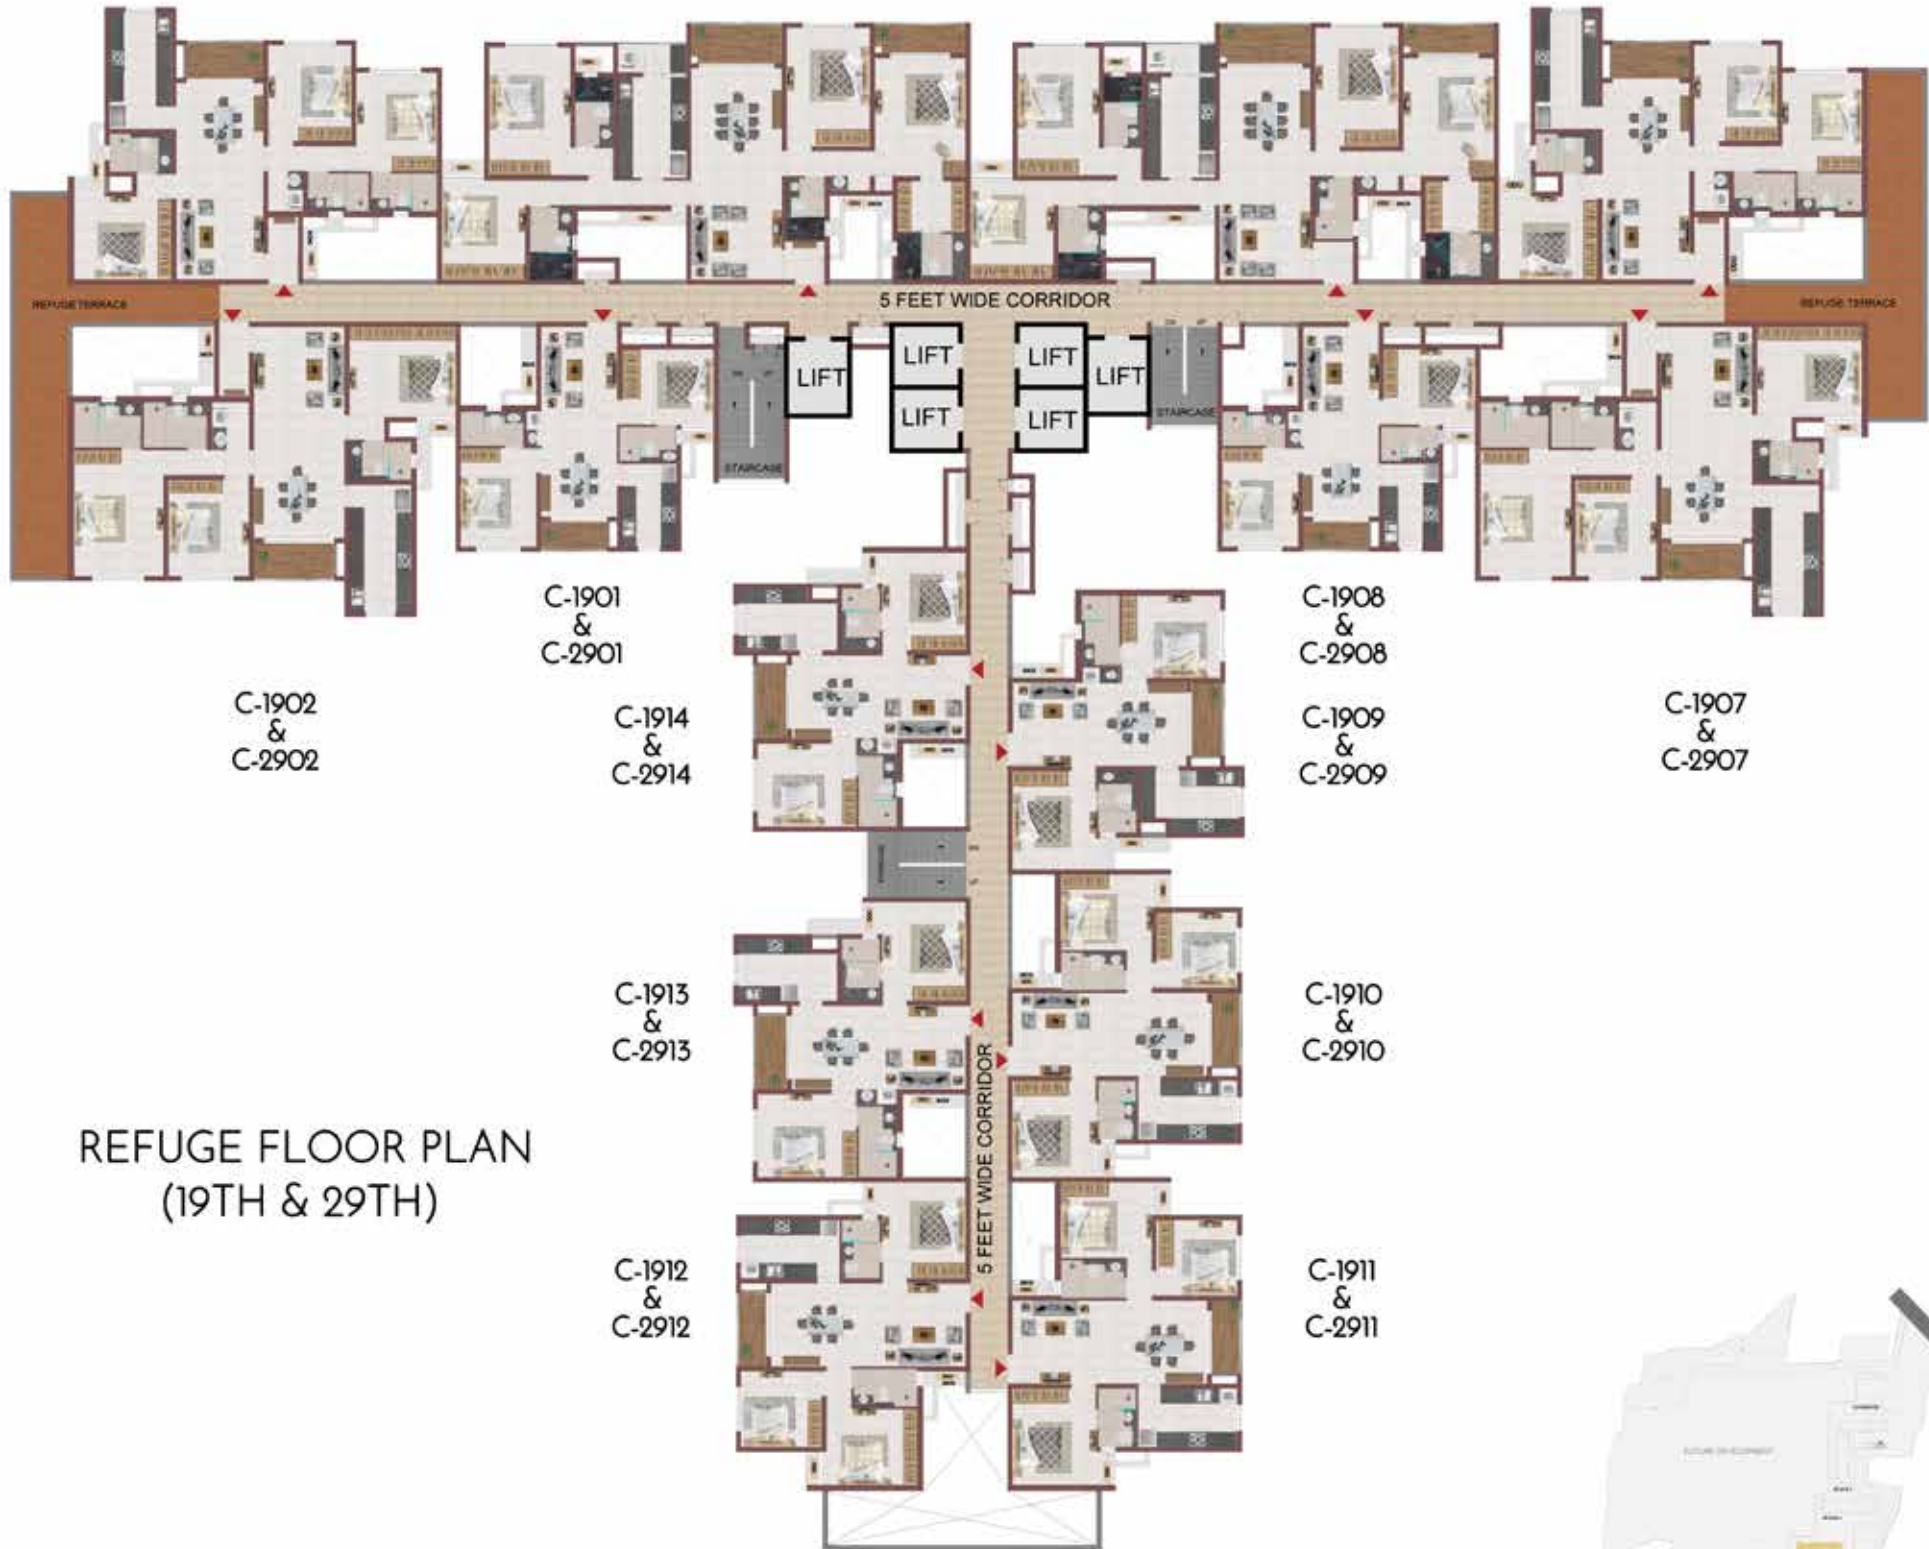 REFUGE TERRACE
5 FEET WIDE CORRIDOR
REFUGE TERRACE
LIFT
LIFT
LIFT
LIFT
LIFT
LIFT
STAIRCASE
STAIRCASE
C-1901
&
C-2901
C-1908
&
C-2908
C-1902
&
C-2902
C-1914
&
C-2914
C-1909
&
C-2909
C-1907
&
C-2907
C-1913
&
C-2913
C-1910
&
C-2910
5 FEET WIDE CORRIDOR
REFUGE FLOOR PLAN
(19TH & 29TH)
C-1912
&
C-2912
C-1911
&
C-2911
FUTURE DEVELOPMENT